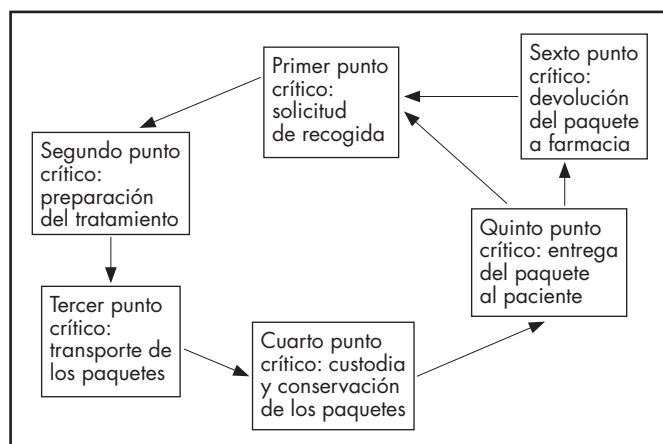 Primer punto
crítico:
solicitud
de recogida
Segundo punto
crítico:
preparación
del tratamiento
Tercer punto
crítico:
transporte de
los paquetes
Cuarto punto
crítico: custodia
y conservación
de los paquetes
Quinto punto
crítico: entrega
del paquete
al paciente
Sexto punto
crítico:
devolución
del paquete
a farmacia